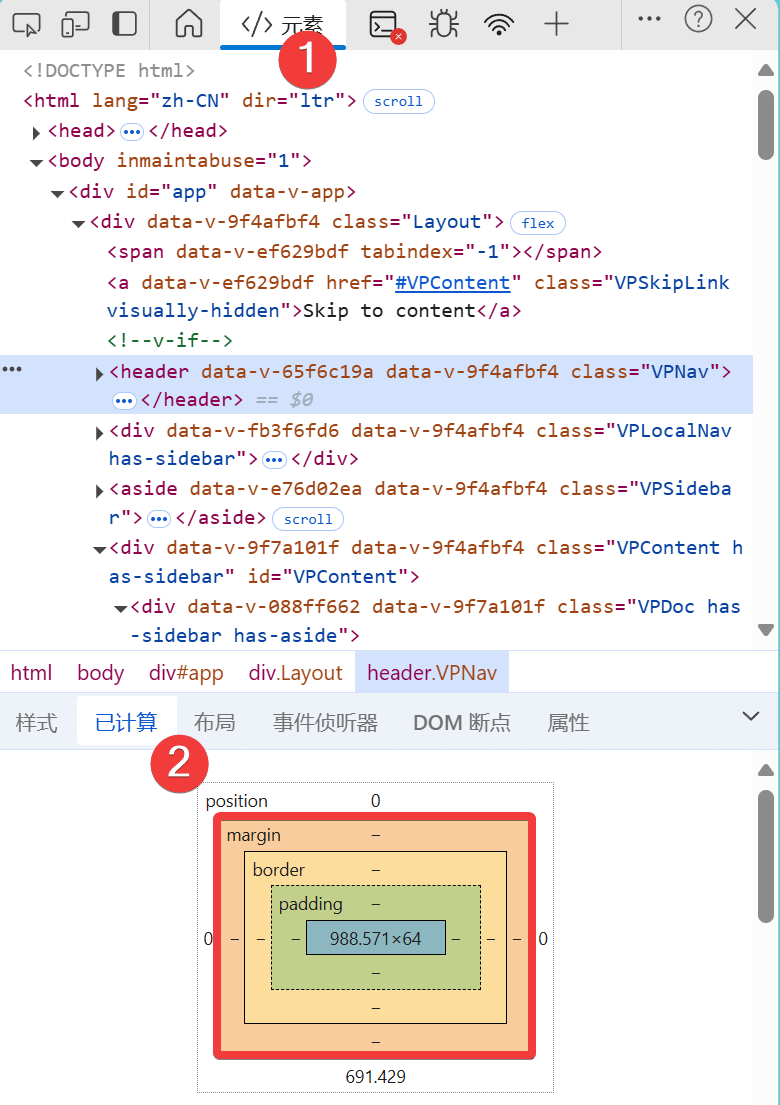 元素
1
<!DOCTYPE html>
<html lang="zh-CN" dir="ltr"> scroll
<head> ••• </head>
<body inmaintabuse="1">
<div id="app" data-v-app>
<div data-v-9f4afbf4 class="Layout"> flex
<span data-v-ef629bdf tabindex="-1"></span>
<a data-v-ef629bdf href="#VPContent" class="VPSkipLink
visually-hidden">Skip to content</a>
<!--v-if-->
<header data-v-65f6c19a data-v-9f4afbf4 class="VPNav">
••• </header> == $0
<div data-v-fb3f6fd6 data-v-9f4afbf4 class="VPLocalNav
has-sidebar"> ••• </div>
<aside data-v-e76d02ea data-v-9f4afbf4 class="VPSideba
r"> ••• </aside> scroll
<div data-v-9f7a101f data-v-9f4afbf4 class="VPContent h
as-sidebar" id="VPContent">
<div data-v-088ff662 data-v-9f7a101f class="VPDoc has
-sidebar has-aside">
html body div#app div.Layout header.VPNav
样式 已计算 布局 事件侦听器 DOM 断点 属性
2
position 0
margin –
border –
padding –
0 – – – 988.571×64 – – – 0
–
–
–
691.429